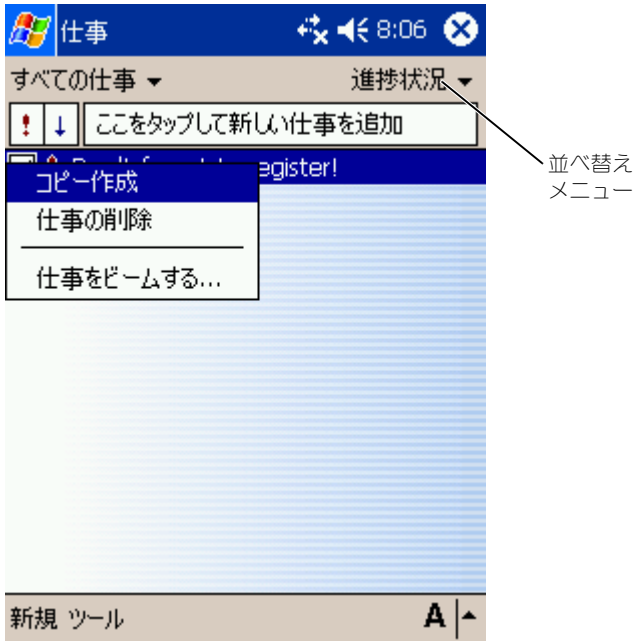 仕事 8:06
すべての仕事 進捗状況
! ↓ ここをタップして新しい仕事を追加
egister!
コピー作成
仕事の削除
仕事をビームする...
並べ替え
メニュー
新規 ツール A